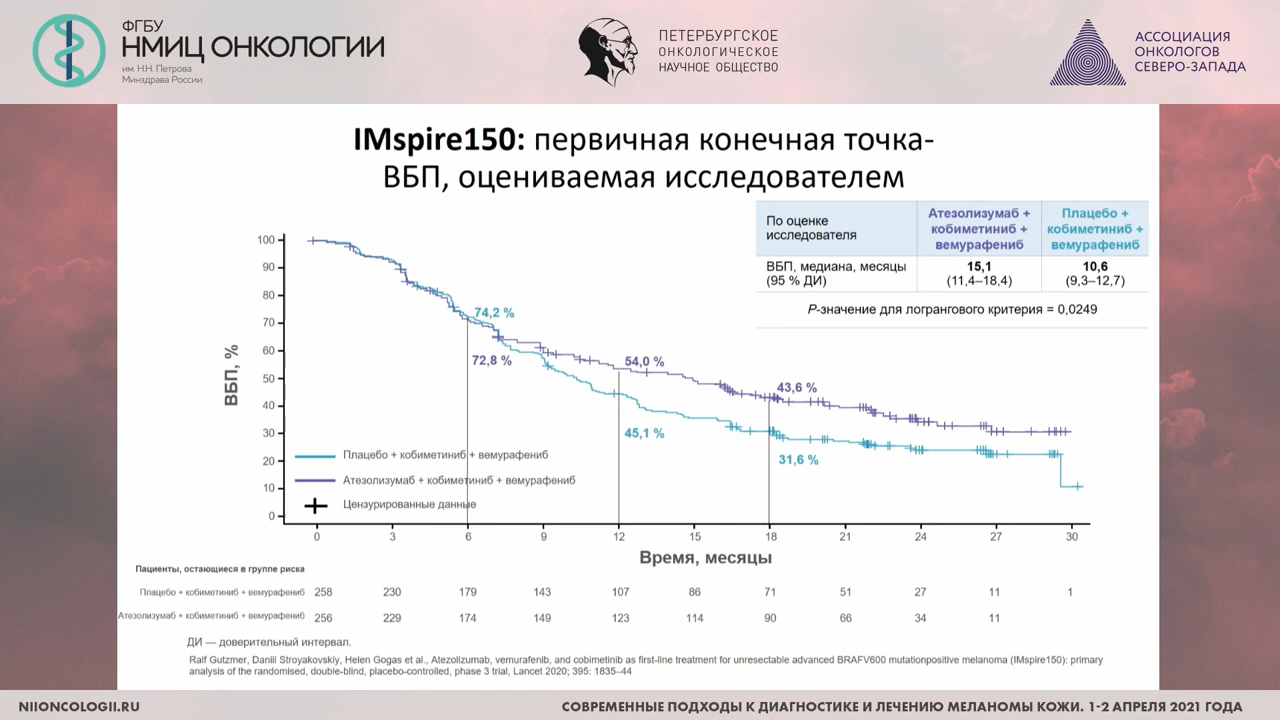 ФГБУ
НМИЦ ОНКОЛОГИИ
им. Н.Н. Петрова
Минздрава России
ПЕТЕРБУРГСКОЕ
ОНКОЛОГИЧЕСКОЕ
НАУЧНОЕ ОБЩЕСТВО
АССОЦИАЦИЯ
ОНКОЛОГОВ
СЕВЕРО-ЗАПАДА
IMspire150: первичная конечная точка-
ВБП, оцениваемая исследователем
По оценке
исследователя
Атезолизумаб +
кобиметиниб +
вемурафениб
Плацебо +
кобиметиниб +
вемурафениб
ВБП, медиана, месяцы
(95 % ДИ)
15,1
(11,4–18,4)
10,6
(9,3–12,7)
P-значение для логрангового критерия = 0,0249
ВБП, %
100
90
80
70
60
50
40
30
20
10
0
74,2 %
72,8 %
54,0 %
45,1 %
43,6 %
31,6 %
Плацебо + кобиметиниб + вемурафениб
Атезолизумаб + кобиметиниб + вемурафениб
Цензурированные данные
0 3 6 9 12 15 18 21 24 27 30
Время, месяцы
Пациенты, остающиеся в группе риска
Плацебо + кобиметиниб + вемурафениб 258 230 179 143 107 86 71 51 27 11 1
Атезолизумаб + кобиметиниб + вемурафениб 256 229 174 149 123 114 90 66 34 11
ДИ — доверительный интервал.
Ralf Gutzmer, Daniil Stroyakovskiy, Helen Gogas et al., Atezolizumab, vemurafenib, and cobimetinib as first-line treatment for unresectable advanced BRAFV600 mutationpositive melanoma (IMspire150): primary
analysis of the randomised, double-blind, placebo-controlled, phase 3 trial, Lancet 2020; 395: 1835–44
NIIONCOLOGII.RU
СОВРЕМЕННЫЕ ПОДХОДЫ К ДИАГНОСТИКЕ И ЛЕЧЕНИЮ МЕЛАНОМЫ КОЖИ. 1-2 АПРЕЛЯ 2021 ГОДА